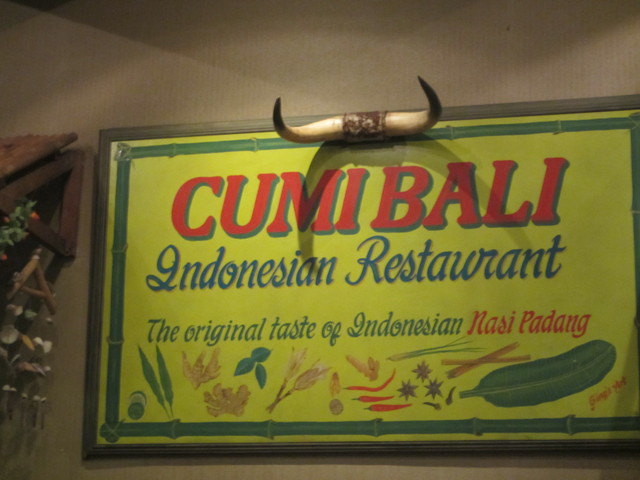 CUMI BALI
Indonesian Restaurant
The original taste of Indonesian Nasi Padang